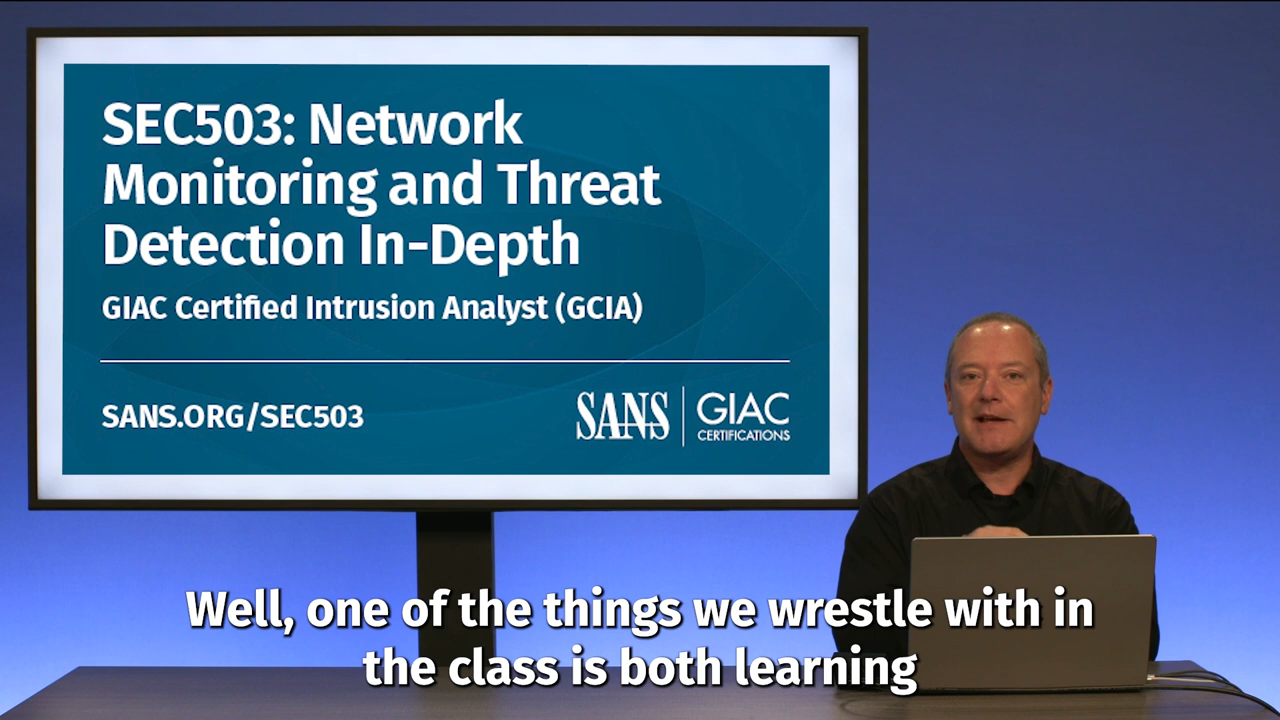 SEC503: Network
Monitoring and Threat
Detection In-Depth
GIAC Certified Intrusion Analyst (GCIA)
SANS.ORG/SEC503
SANS
GIAC
CERTIFICATIONS
Well, one of the things we wrestle with in
the class is both learning